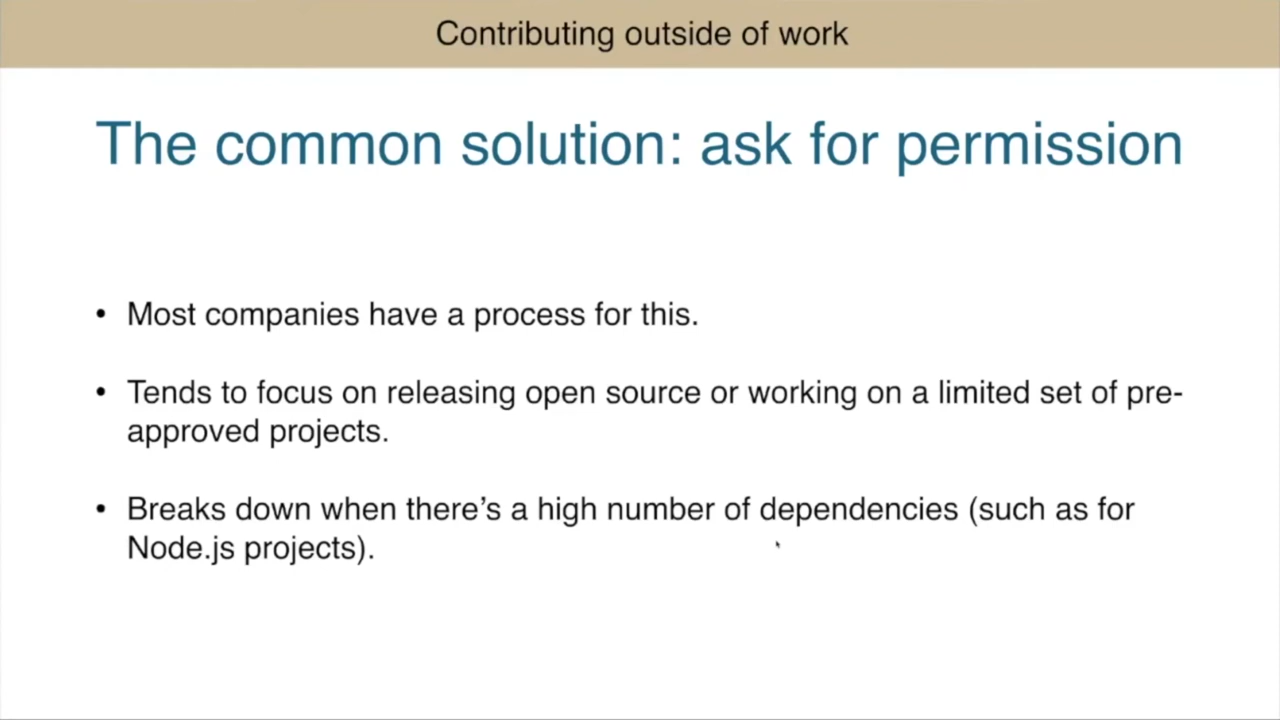 Contributing outside of work
The common solution: ask for permission
• Most companies have a process for this.
• Tends to focus on releasing open source or working on a limited set of pre-
approved projects.
• Breaks down when there’s a high number of dependencies (such as for
Node.js projects).